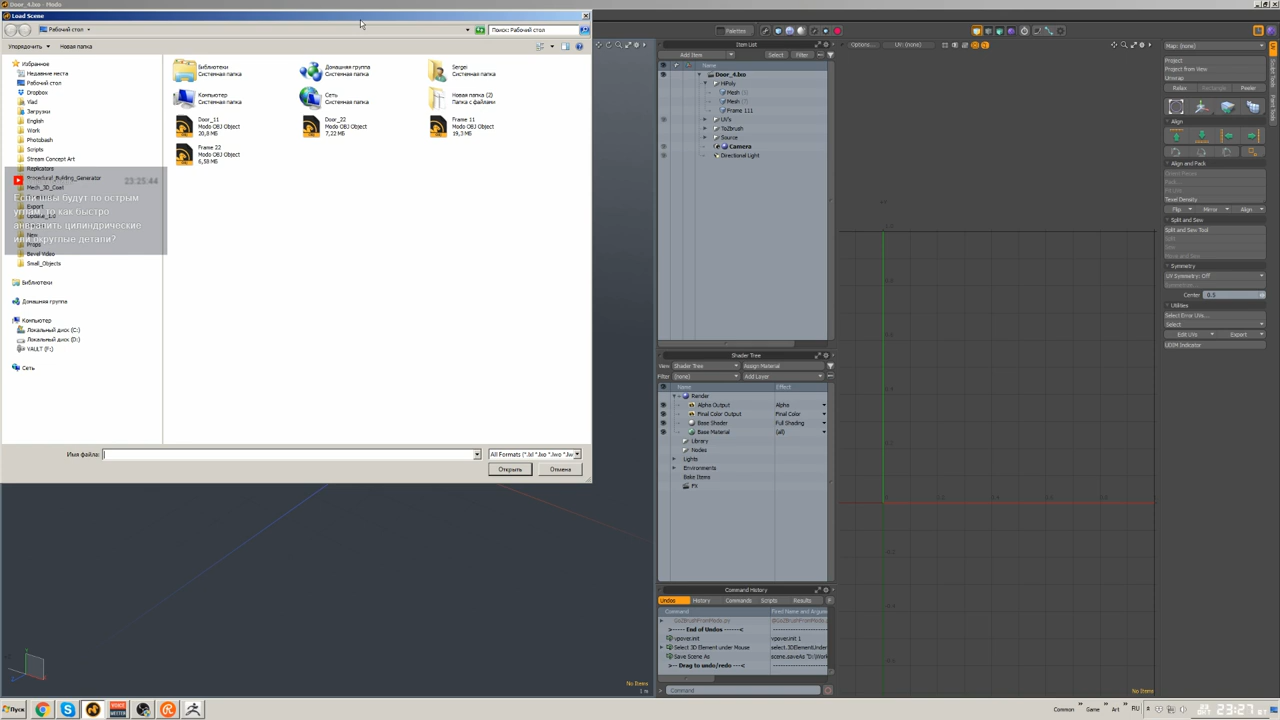 Door_4.lxo - Modo
Load Scene
Рабочий стол
Поиск: Рабочий стол
Упорядочить
Новая папка
Избранное
Недавние места
Рабочий стол
Dropbox
Vlad
Загрузки
English
Work
Photobash
Scripts
Stream Concept Art
Replicators
Procedural_Building_Generator
Mesh_3D_Coat
Export
New
Props
Bevel Video
Small_Objects
Библиотеки
Домашняя группа
Компьютер
Локальный диск (C:)
Локальный диск (D:)
VAULT (F:)
Сеть
23:25:44
Если швы будут по острым
углам, то как быстро
анврапить цилиндрические
или округлые детали?
Библиотеки
Системная папка
Домашняя группа
Системная папка
Sergei
Системная папка
Компьютер
Системная папка
Сеть
Системная папка
Новая папка (2)
Папка с файлами
Door_11
Modo OBJ Object
20,8 МБ
Door_22
Modo OBJ Object
7,22 МБ
Frame 11
Modo OBJ Object
19,3 МБ
Frame 22
Modo OBJ Object
6,58 МБ
Имя файла:
All Formats (*.lxl *.lxo *.lwo *.lw
Открыть
Отмена
No Items
1 m
Palettes
Item List
Add Item
Select
Filter
Name
Door_4.lxo
HiPoly
Mesh
Mesh
Frame 111
UV's
ToZbrush
Source
Camera
Directional Light
Shader Tree
View
Shader Tree
Assign Material
Filter
(none)
Add Layer
Name
Effect
Render
Alpha Output
Alpha
Final Color Output
Final Color
Base Shader
Full Shading
Base Material
(all)
Library
Nodes
Lights
Environments
Bake Items
FX
Command History
Undos
History
Commands
Scripts
Results
Command
Fired Name and Argum
>----- End of Undos -----<
vpover.init
vpover.init 1
Select 3D Element under Mouse
select.3DElementUnder
Save Scene As
scene.saveAs "D:\Work
>--- Drag to undo/redo ---<
Command
Options...
UV: (none)
No Items
Map: (none)
Project
Project from View
Unwrap
Relax
Rectangle
Peeler
Align
Align and Pack
Texel Density
Flip
Mirror
Align
Split and Sew
Split and Sew Tool
Symmetry
UV Symmetry: Off
Center
0.5
Utilities
Select Error UVs...
Select
Edit UVs
Export
UDIM Indicator
Пуск
Common
Game
Art
RU
23:27